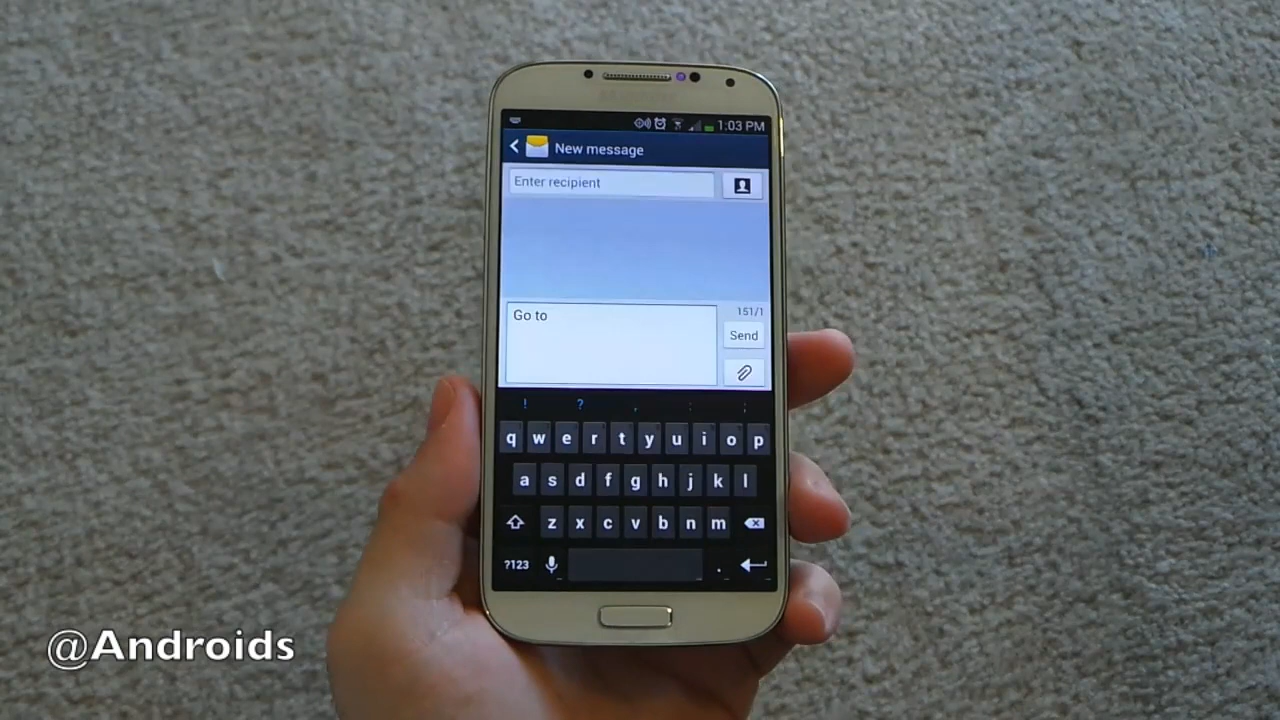 1:03 PM
New message
Enter recipient
151/1
Go to
Send
! ? , : ;
q w e r t y u i o p
a s d f g h j k l
z x c v b n m
?123 .
@Androids